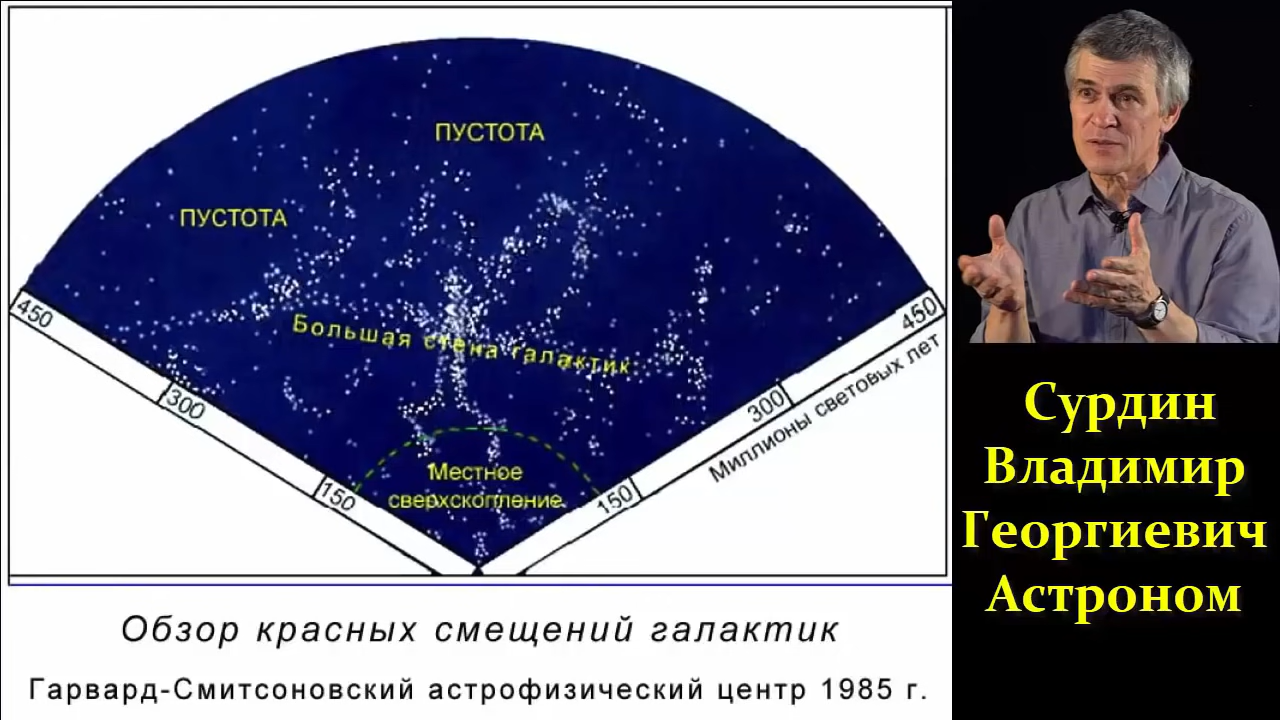 ПУСТОТА
ПУСТОТА
Большая стена галактик
450
300
150
Местное
сверхскопление
150
300
450
Миллионы световых лет
Обзор красных смещений галактик
Гарвард-Смитсоновский астрофизический центр 1985 г.
Сурдин
Владимир
Георгиевич
Астроном